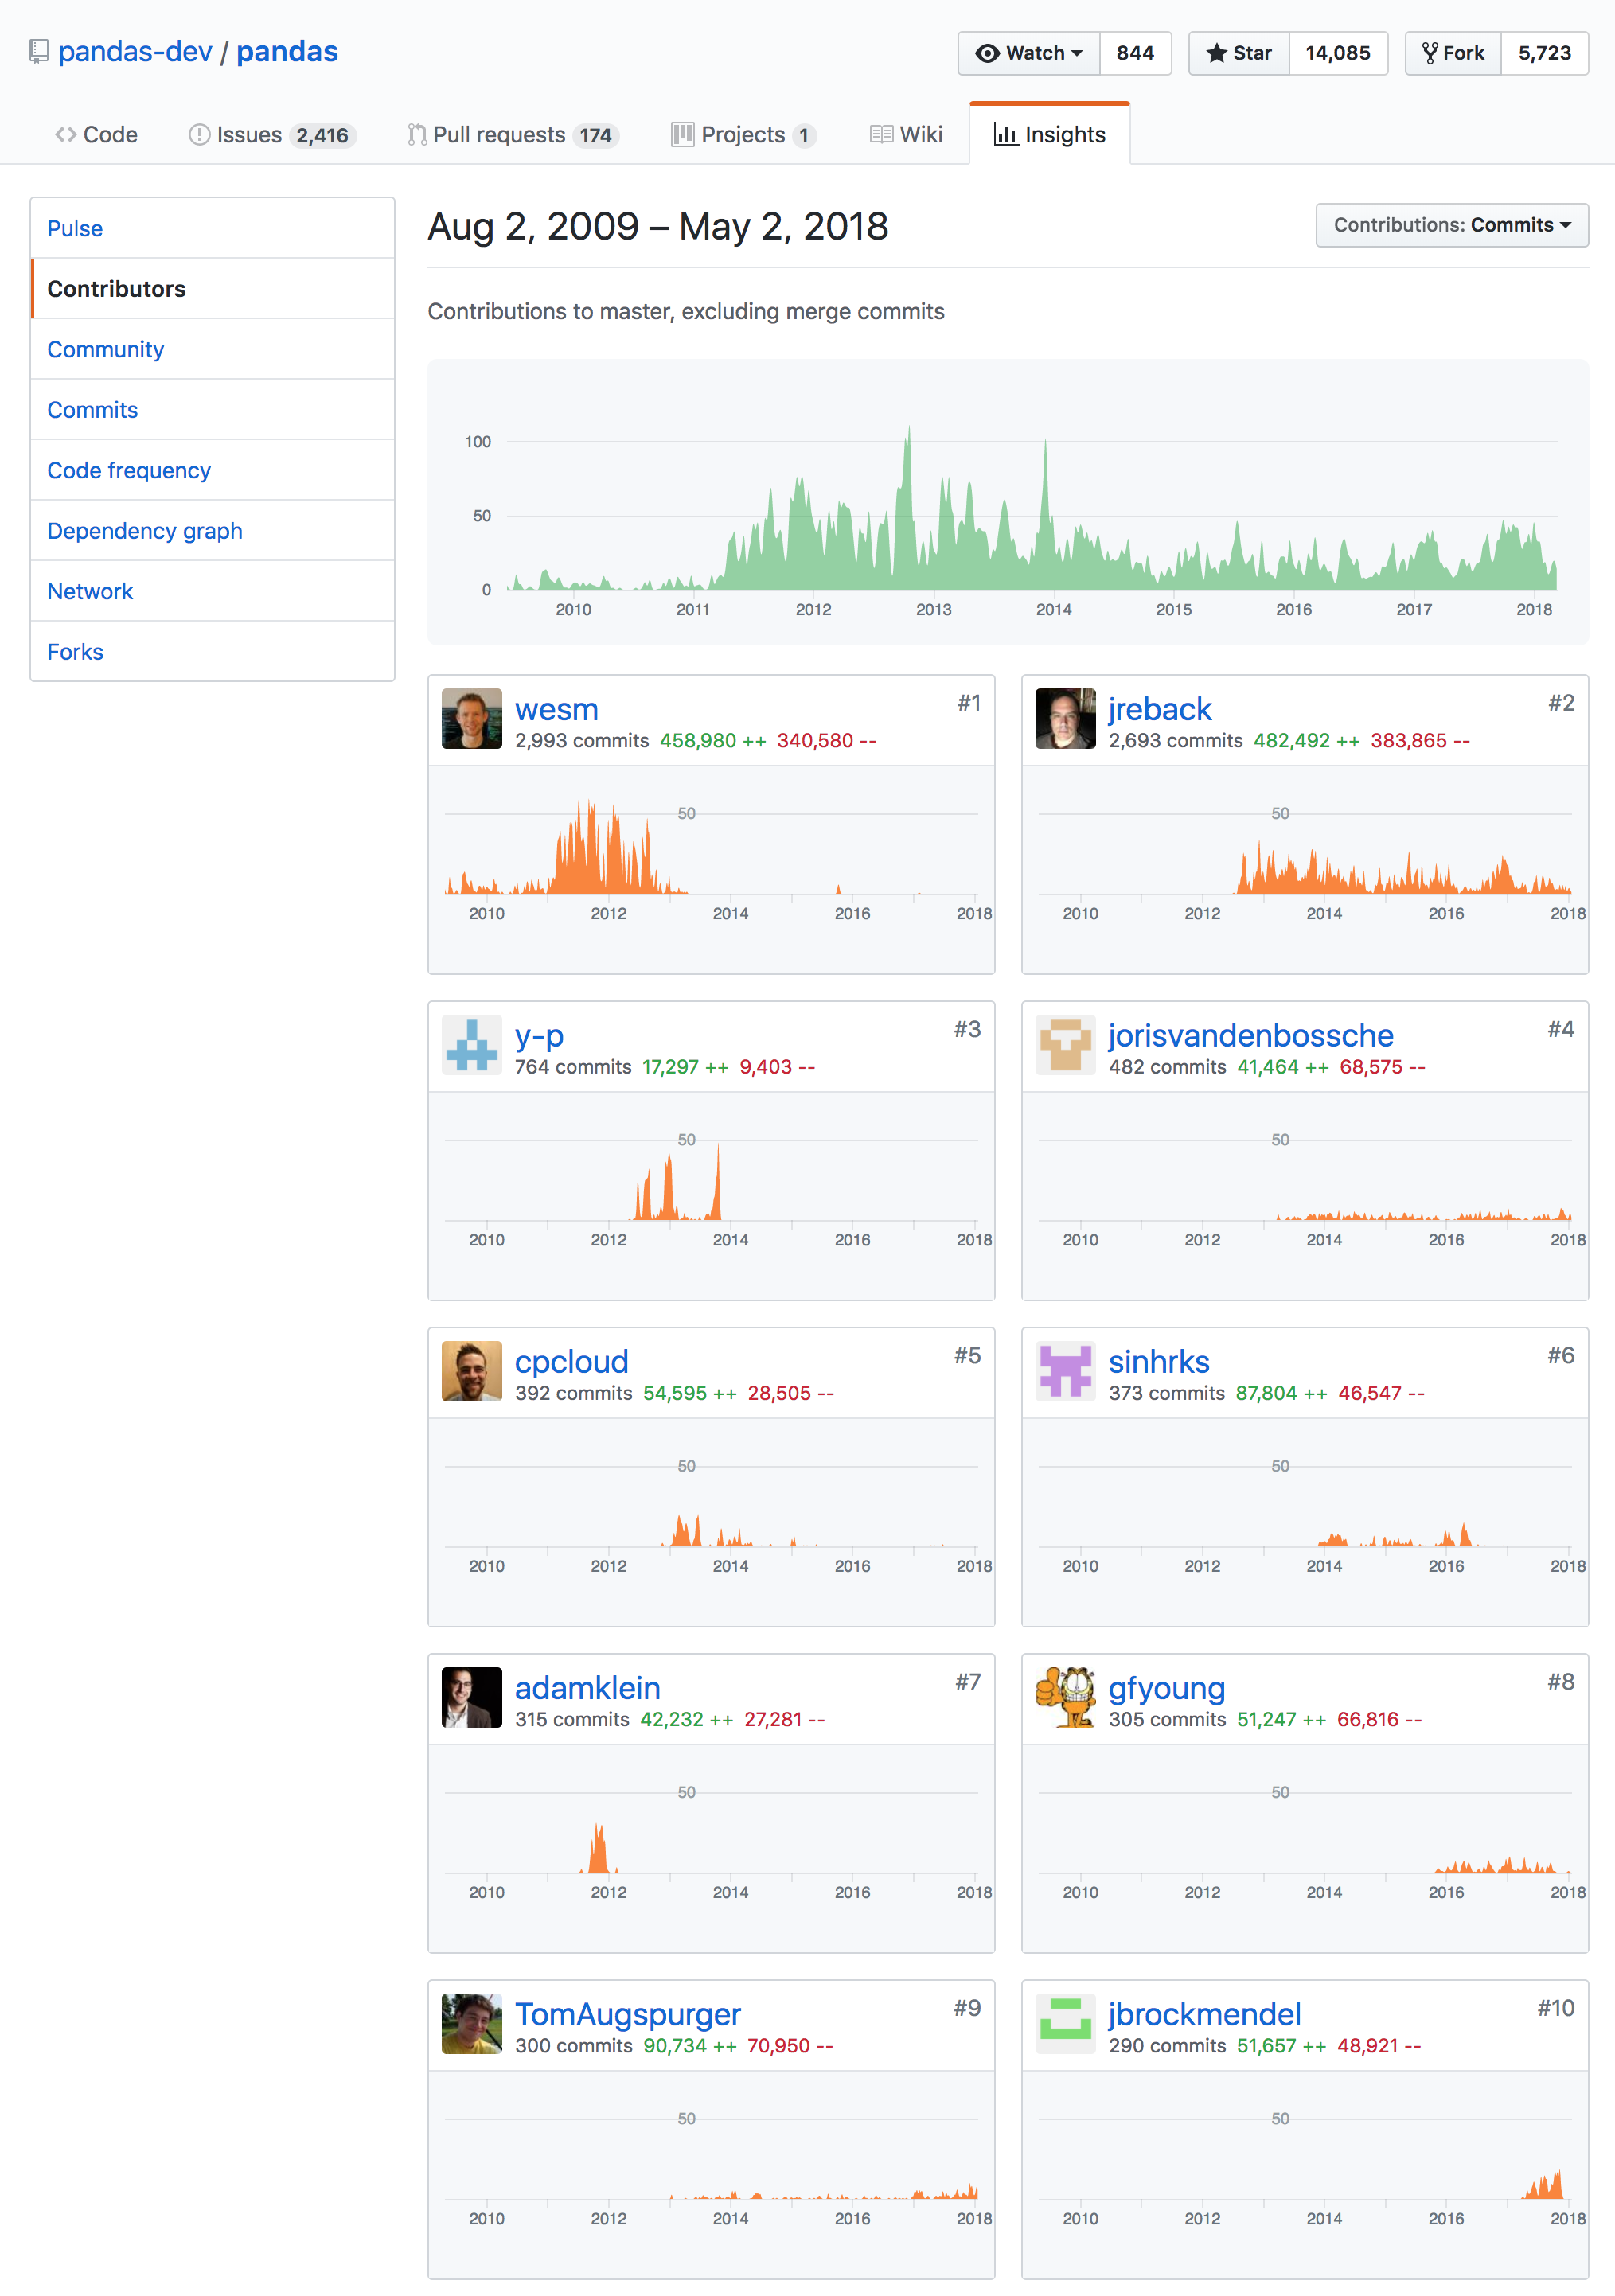 pandas-dev / pandas
Watch 844 Star 14,085 Fork 5,723
Code Issues 2,416 Pull requests 174 Projects 1 Wiki Insights
Pulse
Contributors
Community
Commits
Code frequency
Dependency graph
Network
Forks
Aug 2, 2009 – May 2, 2018
Contributions: Commits
Contributions to master, excluding merge commits
100
50
0
2010 2011 2012 2013 2014 2015 2016 2017 2018
wesm #1
2,993 commits 458,980 ++ 340,580 --
50
2010 2012 2014 2016 2018
jreback #2
2,693 commits 482,492 ++ 383,865 --
50
2010 2012 2014 2016 2018
y-p #3
764 commits 17,297 ++ 9,403 --
50
2010 2012 2014 2016 2018
jorisvandenbossche #4
482 commits 41,464 ++ 68,575 --
50
2010 2012 2014 2016 2018
cpcloud #5
392 commits 54,595 ++ 28,505 --
50
2010 2012 2014 2016 2018
sinhrks #6
373 commits 87,804 ++ 46,547 --
50
2010 2012 2014 2016 2018
adamklein #7
315 commits 42,232 ++ 27,281 --
50
2010 2012 2014 2016 2018
gfyoung #8
305 commits 51,247 ++ 66,816 --
50
2010 2012 2014 2016 2018
TomAugspurger #9
300 commits 90,734 ++ 70,950 --
50
2010 2012 2014 2016 2018
jbrockmendel #10
290 commits 51,657 ++ 48,921 --
50
2010 2012 2014 2016 2018